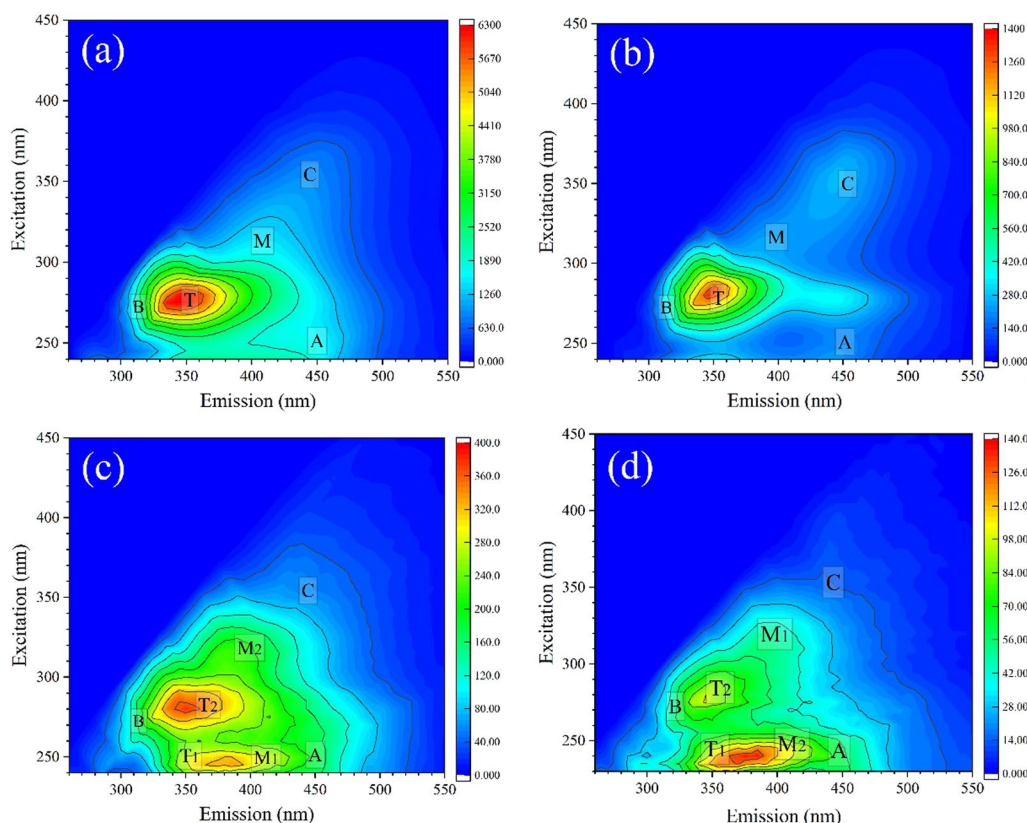 (a)
Excitation (nm)
450
400
350
300
250
C
M
B
T
A
300 350 400 450 500 550
Emission (nm)
6300
5670
5040
4410
3780
3150
2520
1890
1260
630.0
0.000
(b)
Excitation (nm)
450
400
350
300
250
C
M
B
T
A
300 350 400 450 500 550
Emission (nm)
1400
1260
1120
980.0
840.0
700.0
560.0
420.0
280.0
140.0
0.000
(c)
Excitation (nm)
450
400
350
300
250
C
M2
T2
B
T1
M1
A
300 350 400 450 500 550
Emission (nm)
400.0
360.0
320.0
280.0
240.0
200.0
160.0
120.0
80.00
40.00
0.000
(d)
Excitation (nm)
450
400
350
300
250
C
M1
T2
B
T1
M2
A
300 350 400 450 500 550
Emission (nm)
140.0
126.0
112.0
98.00
84.00
70.00
56.00
42.00
28.00
14.00
0.000